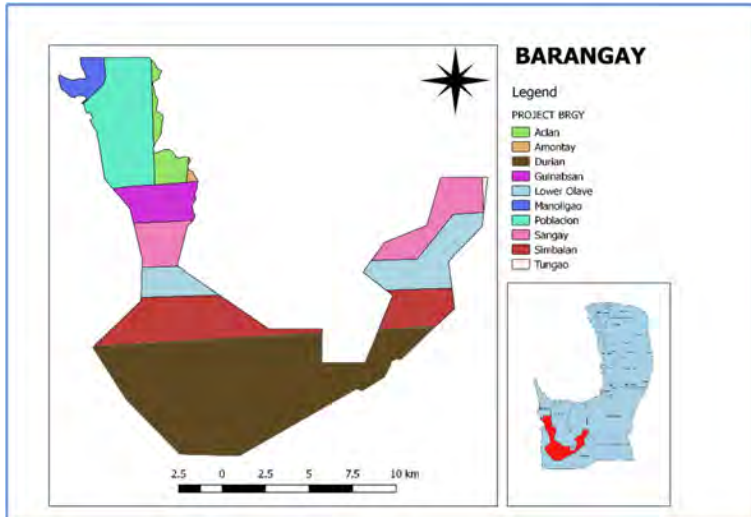 BARANGAY
Legend
PROJECT BRGY
Aclan
Amontay
Durian
Guinabsan
Lower Olave
Manoligao
Poblacion
Sangay
Simbalan
Tungao
2.5 0 2.5 5 7.5 10 km